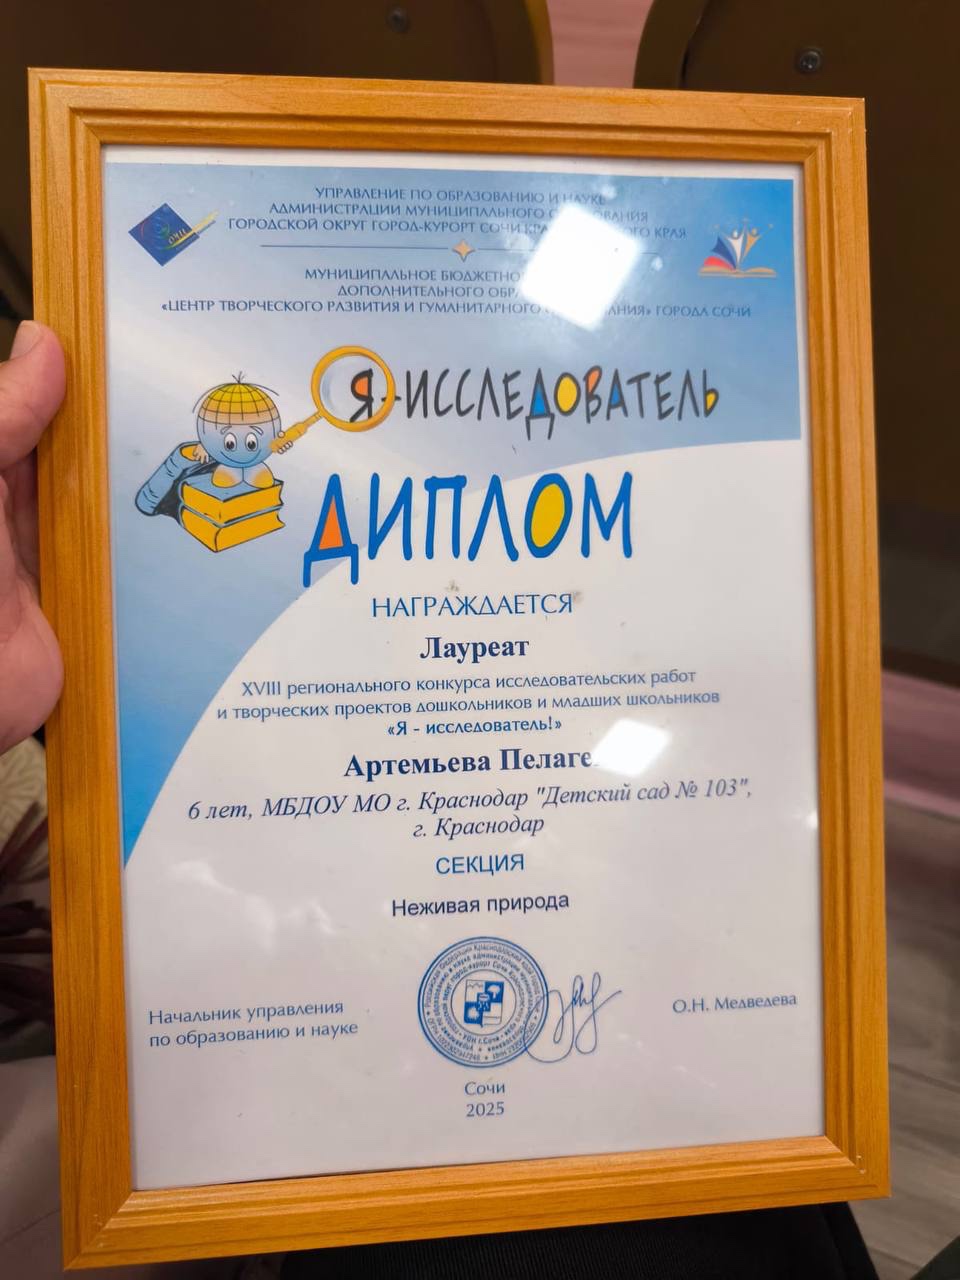 УПРАВЛЕНИЕ ПО ОБРАЗОВАНИЮ И НАУКЕ
АДМИНИСТРАЦИИ МУНИЦИПАЛЬНОГО
ГОРОДСКОЙ ОКРУГ ГОРОД-КУРОРТ СОЧИ КРАЯ
МУНИЦИПАЛЬНОЕ
ДОПОЛНИТЕЛЬНОГО
«ЦЕНТР ТВОРЧЕСКОГО РАЗВИТИЯ И ГУМАНИТАРНОГО ГОРОДА СОЧИ
Я-ИССЛЕДОВАТЕЛЬ
ДИПЛОМ
НАГРАЖДАЕТСЯ
Лауреат
XVIII регионального конкурса исследовательских работ
и творческих проектов дошкольников и младших школьников
«Я - исследователь!»
Артемьева
6 лет, МБДОУ МО г. Краснодар "Детский сад № 103",
г. Краснодар
СЕКЦИЯ
Неживая природа
Начальник управления
по образованию и науке
О.Н. Медведева
Сочи
2025